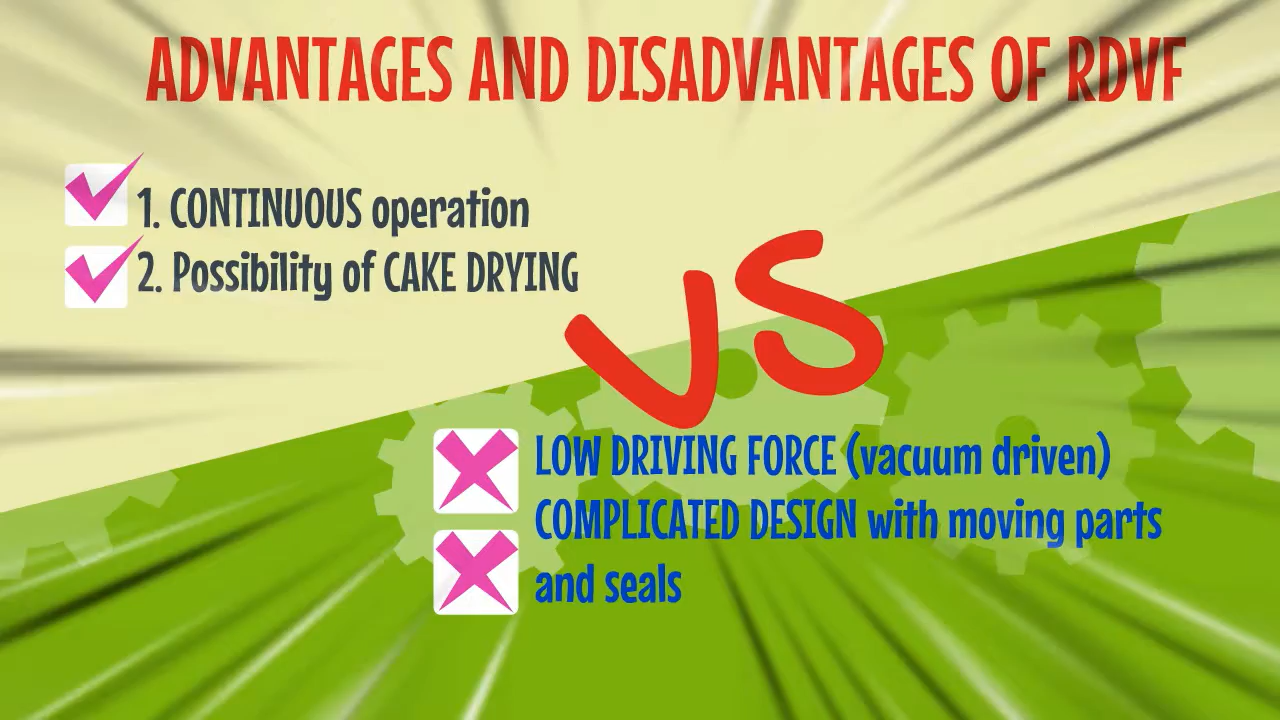 ADVANTAGES AND DISADVANTAGES OF RDVF
1. CONTINUOUS operation
2. Possibility of CAKE DRYING
VS
LOW DRIVING FORCE (vacuum driven)
COMPLICATED DESIGN with moving parts
and seals